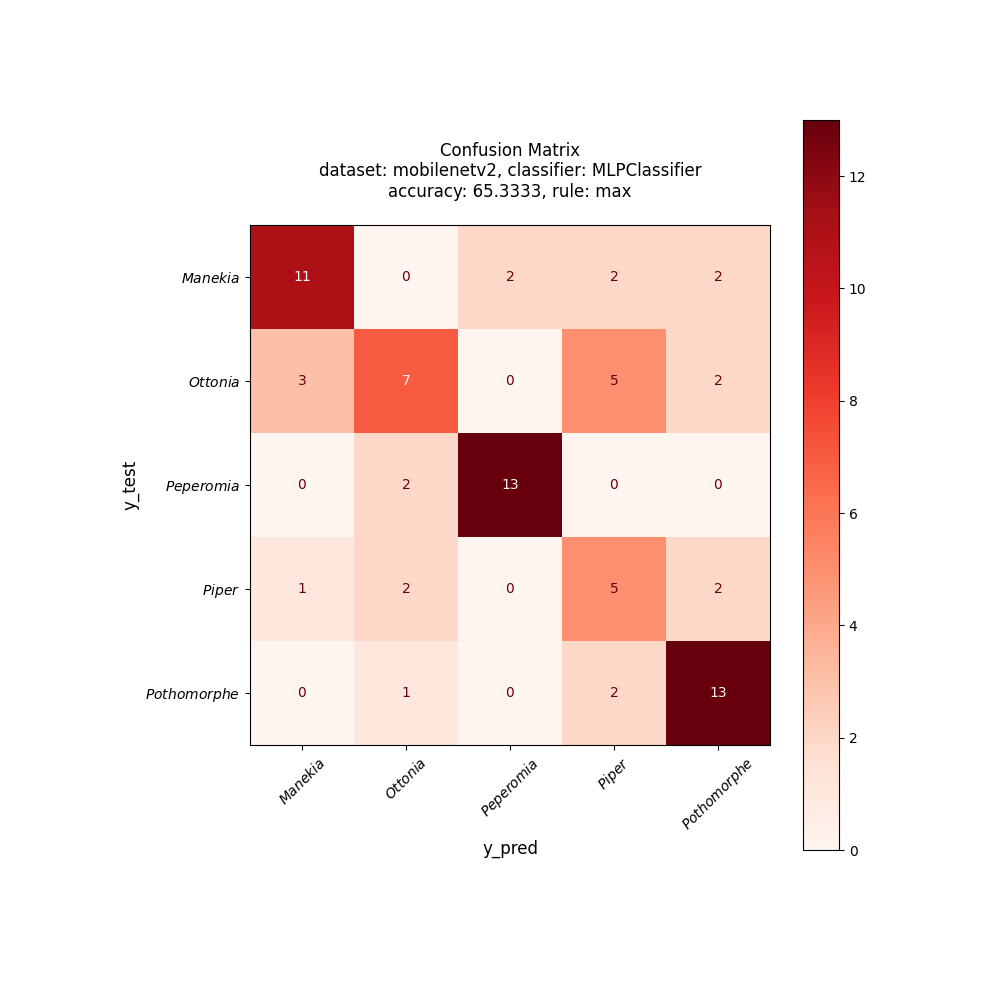 Confusion Matrix
dataset: mobilenetv2, classifier: MLPClassifier
accuracy: 65.3333, rule: max
y_test
Manekia 11 0 2 2 2
Ottonia 3 7 0 5 2
Peperomia 0 2 13 0 0
Piper 1 2 0 5 2
Pothomorphe 0 1 0 2 13
Manekia Ottonia Peperomia Piper Pothomorphe
y_pred
12
10
8
6
4
2
0